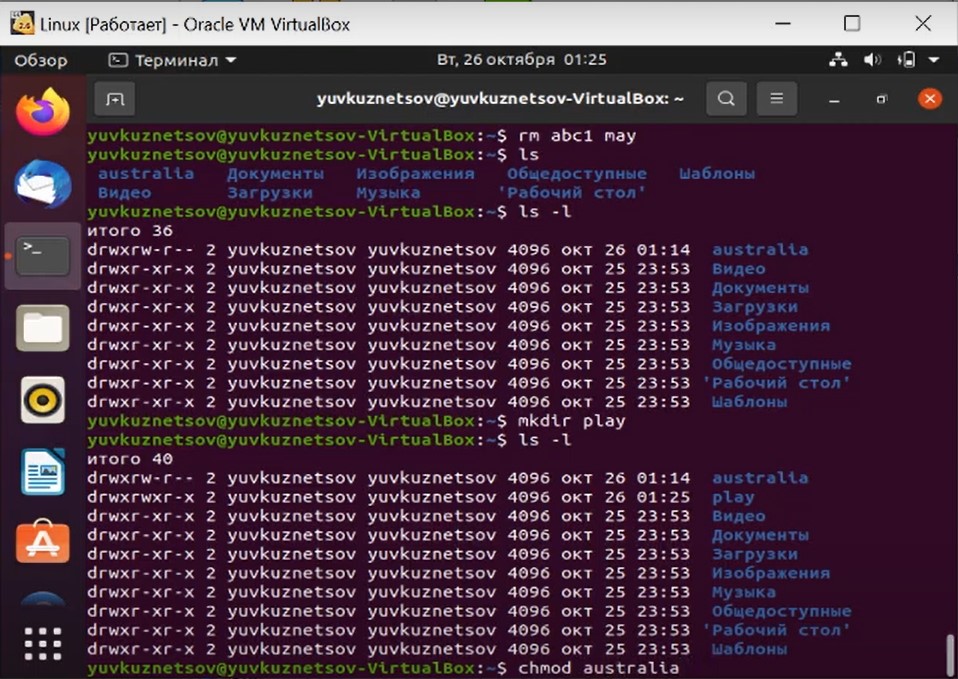 Linux [Работает] - Oracle VM VirtualBox
Обзор Терминал Вт, 26 октября 01:25
yuvkuznetsov@yuvkuznetsov-VirtualBox: ~
yuvkuznetsov@yuvkuznetsov-VirtualBox:~$ rm abc1 may
yuvkuznetsov@yuvkuznetsov-VirtualBox:~$ ls
australia Документы Изображения Общедоступные Шаблоны
Видео Загрузки Музыка 'Рабочий стол'
yuvkuznetsov@yuvkuznetsov-VirtualBox:~$ ls -l
итого 36
drwxrw-r-- 2 yuvkuznetsov yuvkuznetsov 4096 окт 26 01:14 australia
drwxr-xr-x 2 yuvkuznetsov yuvkuznetsov 4096 окт 25 23:53 Видео
drwxr-xr-x 2 yuvkuznetsov yuvkuznetsov 4096 окт 25 23:53 Документы
drwxr-xr-x 2 yuvkuznetsov yuvkuznetsov 4096 окт 25 23:53 Загрузки
drwxr-xr-x 2 yuvkuznetsov yuvkuznetsov 4096 окт 25 23:53 Изображения
drwxr-xr-x 2 yuvkuznetsov yuvkuznetsov 4096 окт 25 23:53 Музыка
drwxr-xr-x 2 yuvkuznetsov yuvkuznetsov 4096 окт 25 23:53 Общедоступные
drwxr-xr-x 2 yuvkuznetsov yuvkuznetsov 4096 окт 25 23:53 'Рабочий стол'
drwxr-xr-x 2 yuvkuznetsov yuvkuznetsov 4096 окт 25 23:53 Шаблоны
yuvkuznetsov@yuvkuznetsov-VirtualBox:~$ mkdir play
yuvkuznetsov@yuvkuznetsov-VirtualBox:~$ ls -l
итого 40
drwxrw-r-- 2 yuvkuznetsov yuvkuznetsov 4096 окт 26 01:14 australia
drwxrwxr-x 2 yuvkuznetsov yuvkuznetsov 4096 окт 26 01:25 play
drwxr-xr-x 2 yuvkuznetsov yuvkuznetsov 4096 окт 25 23:53 Видео
drwxr-xr-x 2 yuvkuznetsov yuvkuznetsov 4096 окт 25 23:53 Документы
drwxr-xr-x 2 yuvkuznetsov yuvkuznetsov 4096 окт 25 23:53 Загрузки
drwxr-xr-x 2 yuvkuznetsov yuvkuznetsov 4096 окт 25 23:53 Изображения
drwxr-xr-x 2 yuvkuznetsov yuvkuznetsov 4096 окт 25 23:53 Музыка
drwxr-xr-x 2 yuvkuznetsov yuvkuznetsov 4096 окт 25 23:53 Общедоступные
drwxr-xr-x 2 yuvkuznetsov yuvkuznetsov 4096 окт 25 23:53 'Рабочий стол'
drwxr-xr-x 2 yuvkuznetsov yuvkuznetsov 4096 окт 25 23:53 Шаблоны
yuvkuznetsov@yuvkuznetsov-VirtualBox:~$ chmod australia